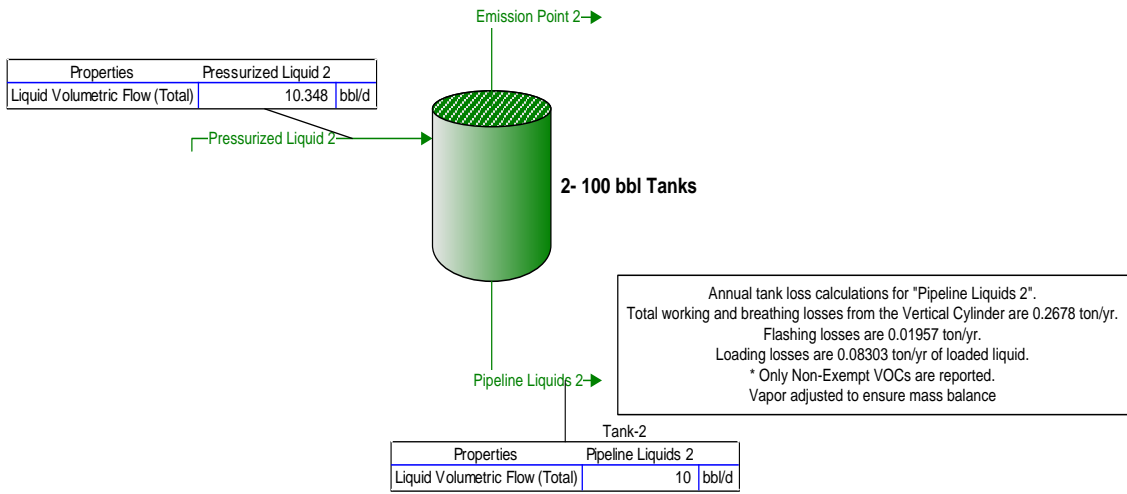 Emission Point 2
Properties Pressurized Liquid 2
Liquid Volumetric Flow (Total) 10.348 bbl/d
Pressurized Liquid 2
2- 100 bbl Tanks
Annual tank loss calculations for "Pipeline Liquids 2".
Total working and breathing losses from the Vertical Cylinder are 0.2678 ton/yr.
Flashing losses are 0.01957 ton/yr.
Loading losses are 0.08303 ton/yr of loaded liquid.
* Only Non-Exempt VOCs are reported.
Vapor adjusted to ensure mass balance
Pipeline Liquids 2
Tank-2
Properties Pipeline Liquids 2
Liquid Volumetric Flow (Total) 10 bbl/d